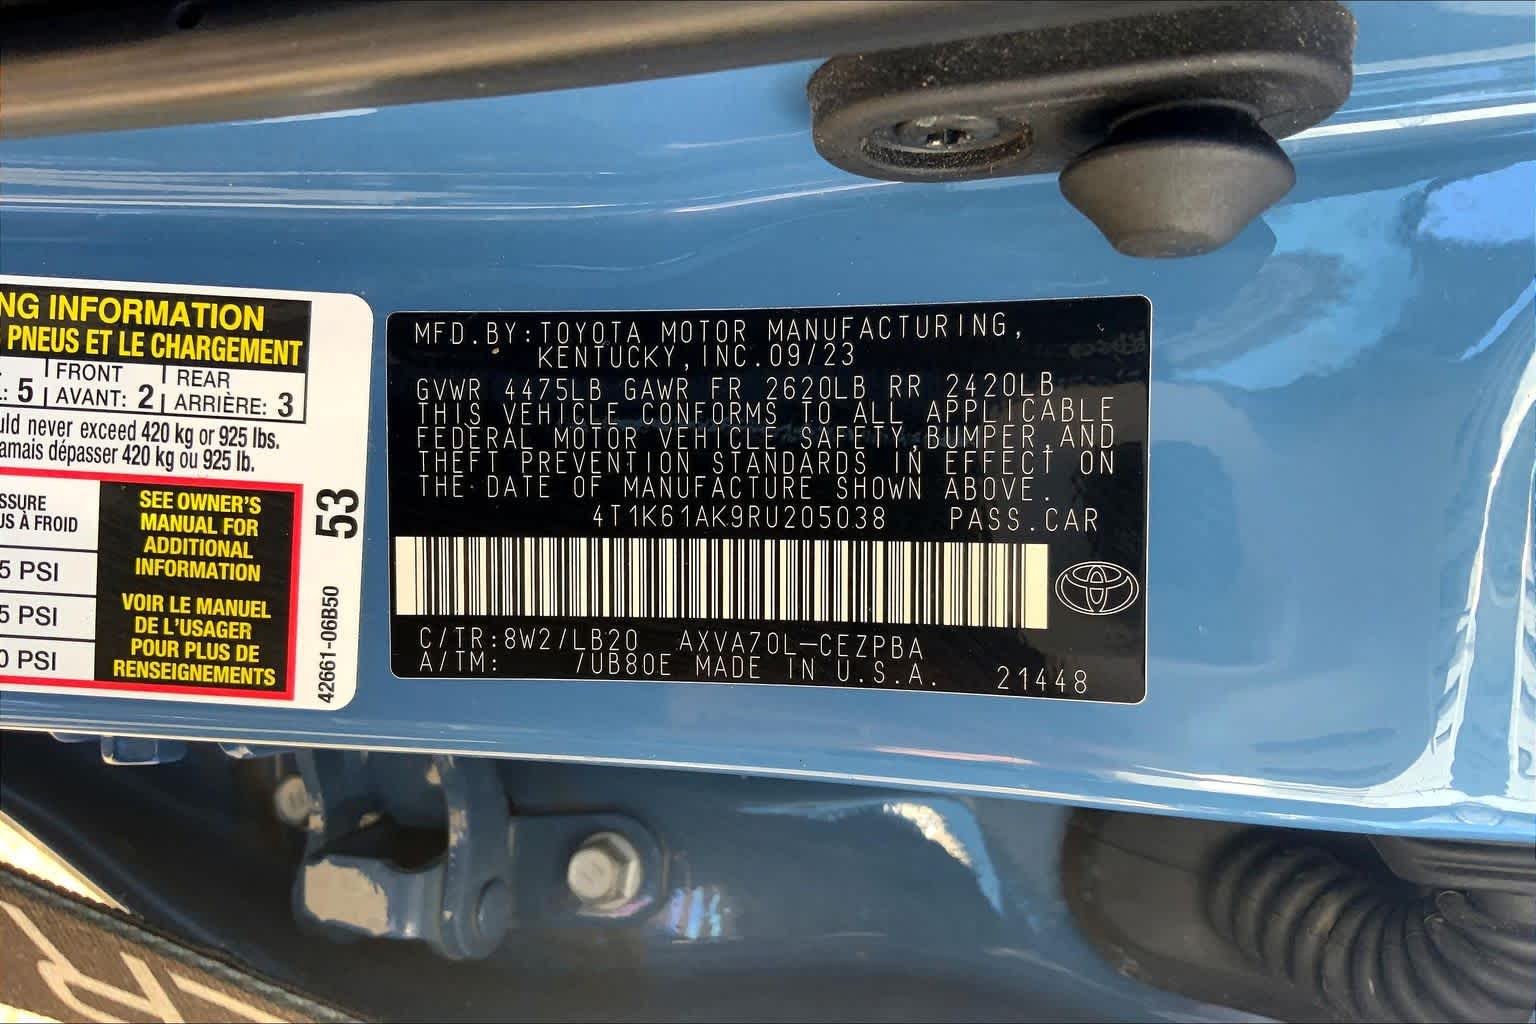 NG INFORMATION
PNEUS ET LE CHARGEMENT
: 5 | FRONT AVANT: 2 | REAR ARRIÈRE: 3
uld never exceed 420 kg or 925 lbs.
amais dépasser 420 kg ou 925 lb.
SSURE
US À FROID
5 PSI
5 PSI
0 PSI
SEE OWNER'S
MANUAL FOR
ADDITIONAL
INFORMATION
VOIR LE MANUEL
DE L'USAGER
POUR PLUS DE
RENSEIGNEMENTS
53
42661-06B50
MFD.BY:TOYOTA MOTOR MANUFACTURING,
KENTUCKY,INC.09/23
GVWR 4475LB GAWR FR 2620LB RR 2420LB
THIS VEHICLE CONFORMS TO ALL APPLICABLE
FEDERAL MOTOR VEHICLE SAFETY,BUMPER,AND
THEFT PREVENTION STANDARDS IN EFFECT ON
THE DATE OF MANUFACTURE SHOWN ABOVE.
4T1K61AK9RU205038 PASS.CAR
C/TR:8W2/LB20 AXVA70L-CEZPBA
A/TM: /UB80E MADE IN U.S.A.
21448